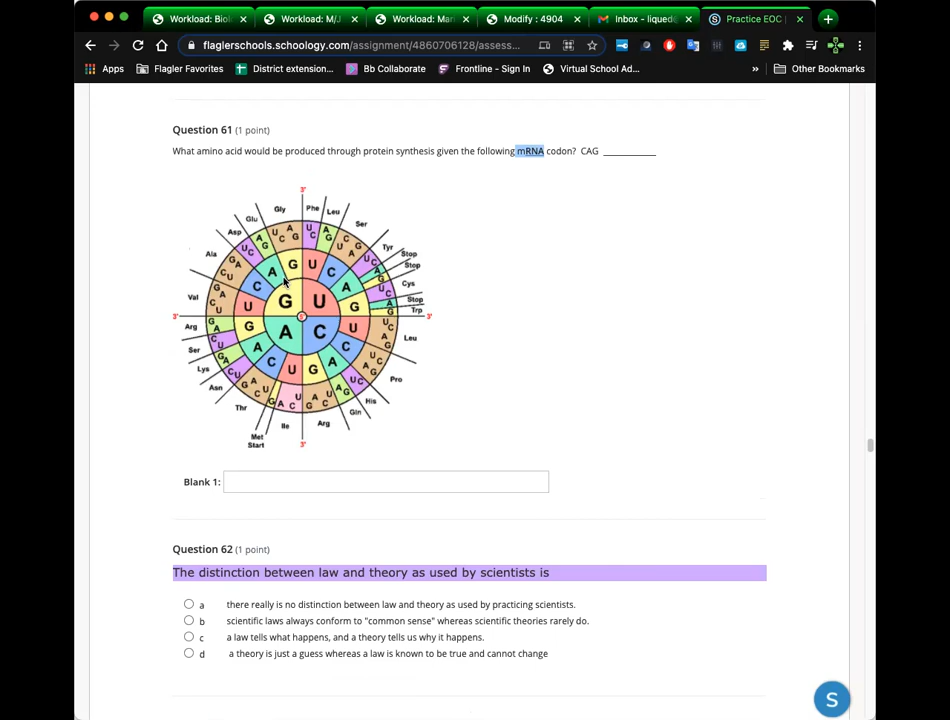 Workload: Biol
Workload: M/J
Workload: Mar
Modify : 4904
Inbox - liqued
Practice EOC
flaglerschools.schoology.com/assignment/4860706128/assess...
Apps
Flagler Favorites
District extension...
Bb Collaborate
Frontline - Sign In
Virtual School Ad...
»
Other Bookmarks
Question 61 (1 point)
What amino acid would be produced through protein synthesis given the following mRNA codon? CAG __________
3'
Gly
Phe
Leu
Glu
Ser
Asp
Tyr
Ala
Stop
Stop
Cys
Val
Stop
Trp
3'
5'
3'
G U
A C
Arg
Leu
Ser
Lys
Pro
Asn
His
Thr
Gln
Met
Start
Ile
Arg
3'
Blank 1:
Question 62 (1 point)
The distinction between law and theory as used by scientists is
a there really is no distinction between law and theory as used by practicing scientists.
b scientific laws always conform to "common sense" whereas scientific theories rarely do.
c a law tells what happens, and a theory tells us why it happens.
d a theory is just a guess whereas a law is known to be true and cannot change
S